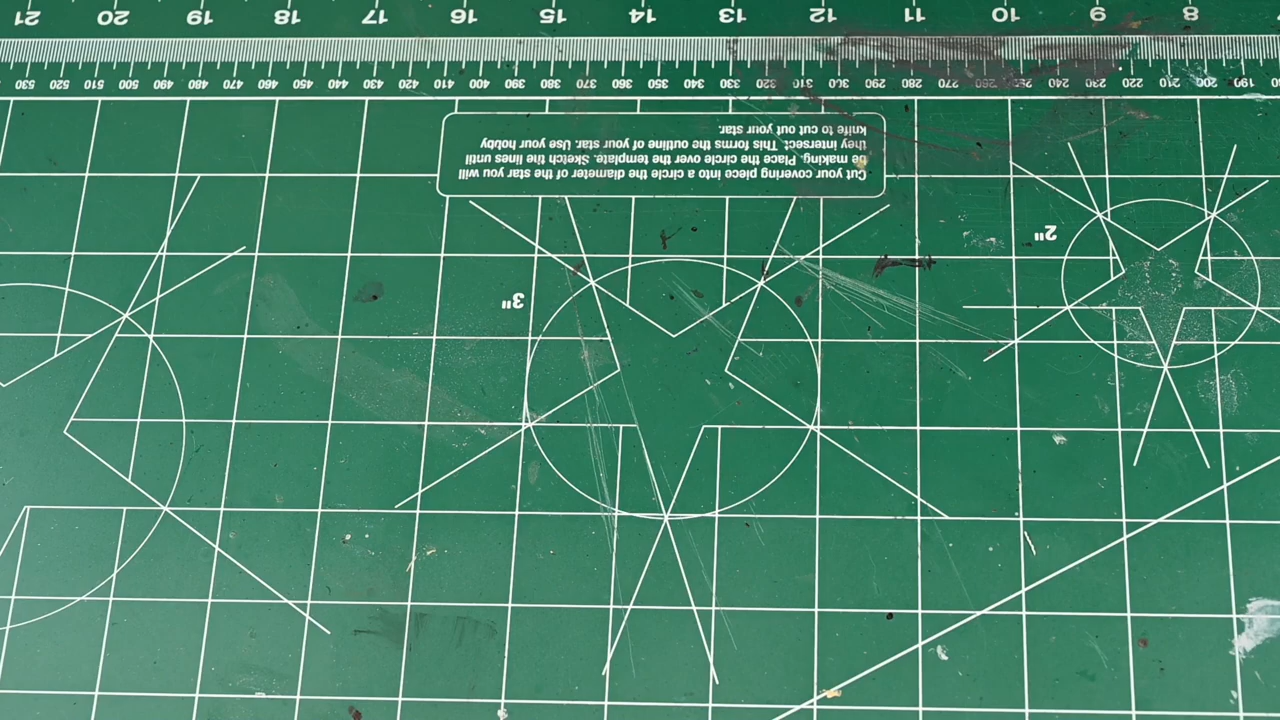 3"
2"
Cut your covering piece into a circle the diameter of the star you will
be making. Place the circle over the template. Sketch the lines until
they intersect. This forms the outline of your star. Use your hobby
knife to cut out your star.
190 200 210 220 230 240 250 260 270 280 290 300 310 320 330 340 350 360 370 380 390 400 410 420 430 440 450 460 470 480 490 500 510 520 530
8 9 10 11 12 13 14 15 16 17 18 19 20 21